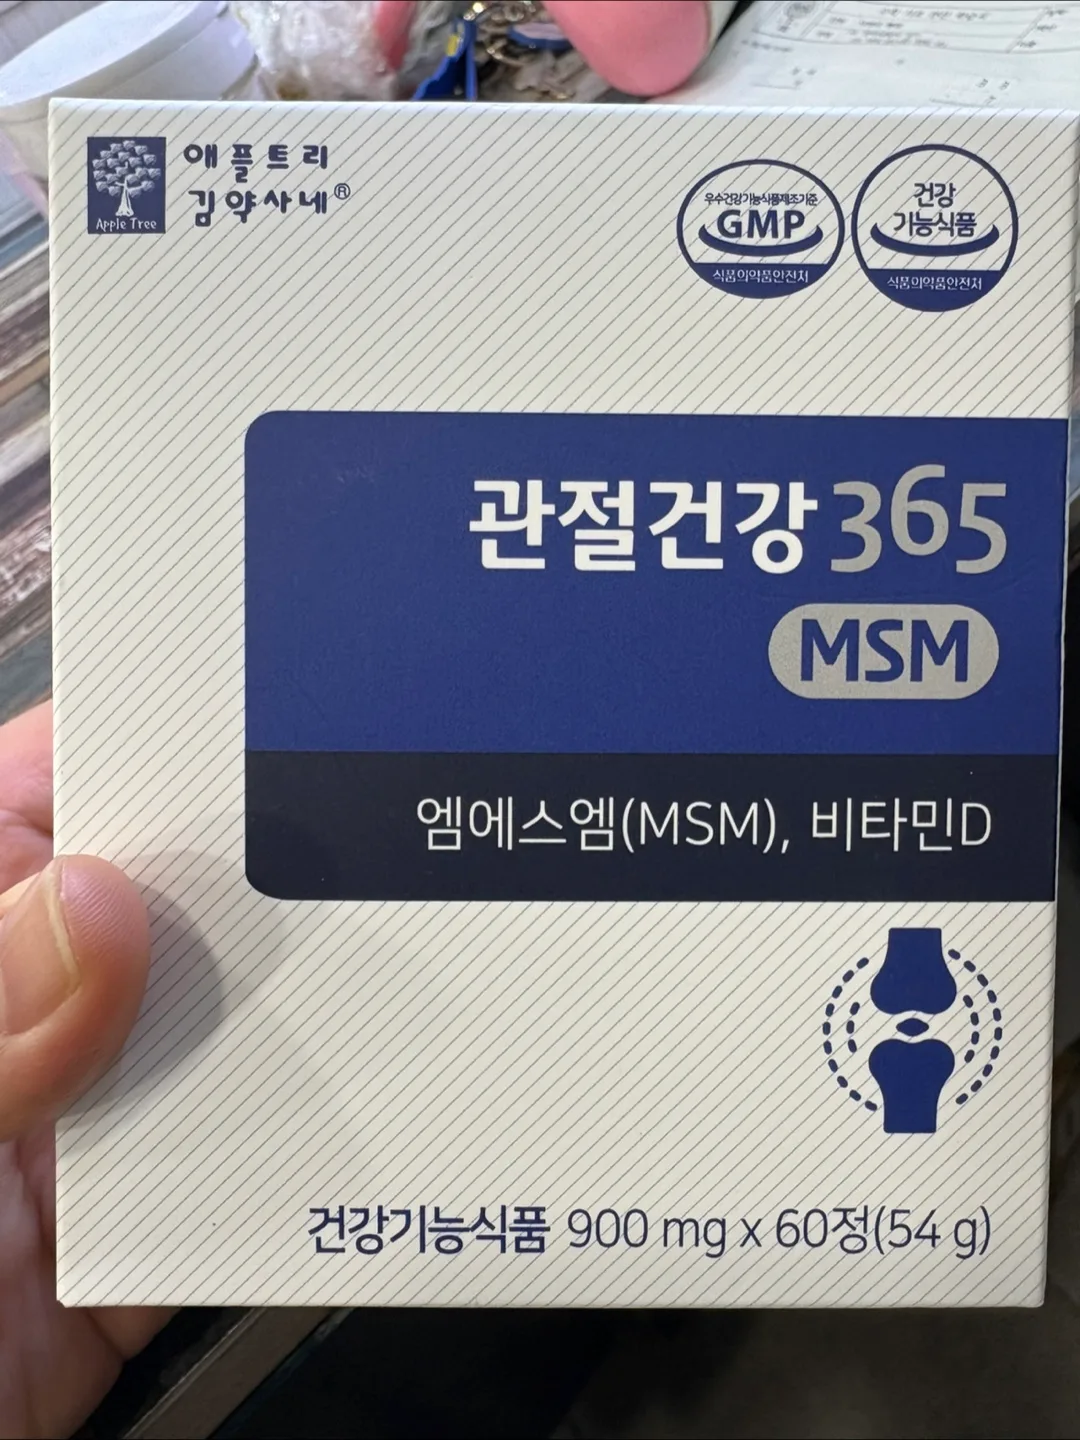 애플트리
김약사네®
Apple Tree
우수건강기능식품제조기준
GMP
식품의약품안전처
건강
기능식품
식품의약품안전처
관절건강365
MSM
엠에스엠(MSM), 비타민D
건강기능식품 900 mg x 60정(54 g)